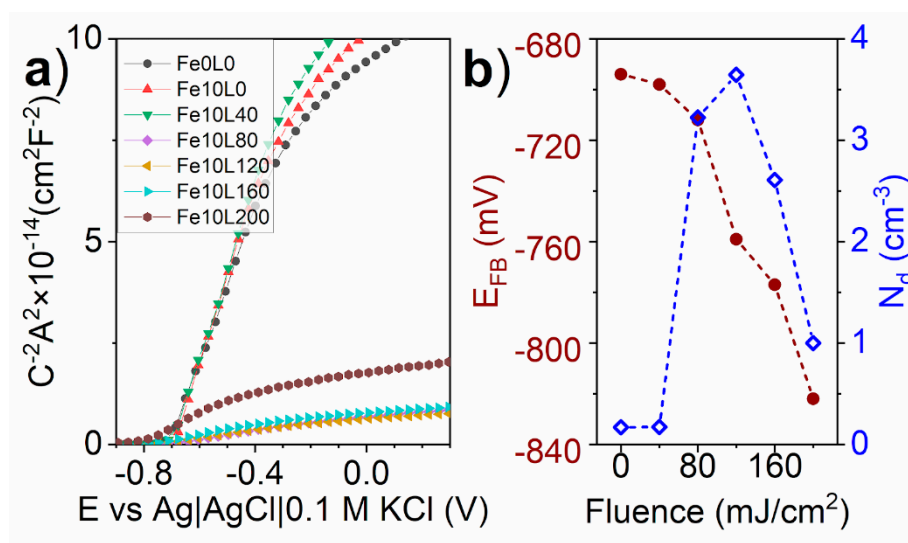 a)
Fe0L0
Fe10L0
Fe10L40
Fe10L80
Fe10L120
Fe10L160
Fe10L200
10
5
0
C⁻²A²×10⁻¹⁴(cm²F⁻²)
-0.8
-0.4
0.0
E vs Ag|AgCl|0.1 M KCl (V)
b)
-680
-720
-760
-800
-840
E_FB (mV)
4
3
2
1
0
N_d (cm⁻³)
0
80
160
Fluence (mJ/cm²)